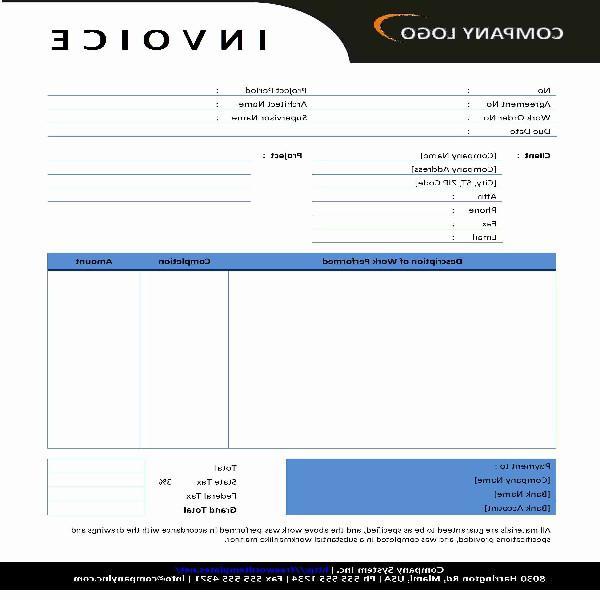 COMPANY LOGO
INVOICE
No :
Project Period :
Agreement No :
Architect Name :
Work Order No :
Supervisor Name :
Due Date :
Client :
[Company Name]
Project :
[Company Address]
[City, ST, ZIP Code]
Attn :
Phone :
Fax :
Email :
Description of Work Performed
Completion
Amount
Payment to :
[Company Name]
[Bank Name]
[Bank Account]
Total
State Tax 3%
Federal Tax
Grand Total
All materials are guaranteed to be as specified, and the above work was performed in accordance with the drawings and
specifications provided, and was completed in a substantial workmanlike manner.
Company System Inc. | http://freewordtemplates.net/
8030 Harrington Rd, Miami, USA | Ph 555 555 1234 | Fax 555 555 4321 | info@companyinc.com